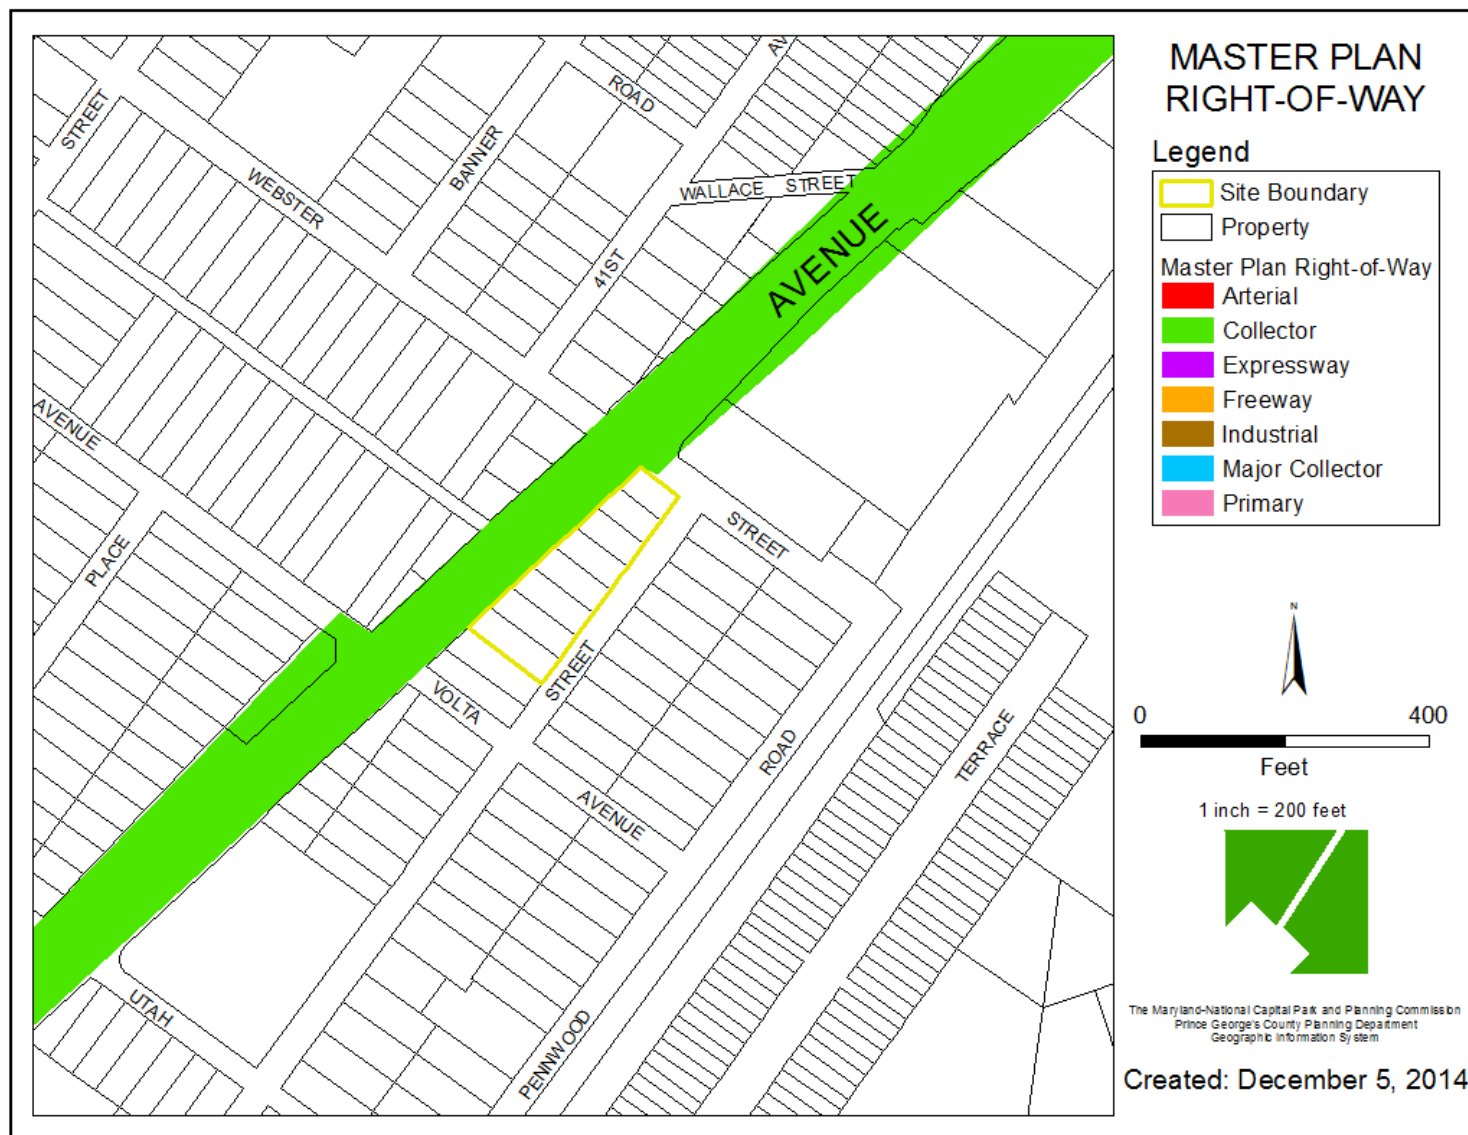 MASTER PLAN
RIGHT-OF-WAY
Legend
Site Boundary
Property
Master Plan Right-of-Way
Arterial
Collector
Expressway
Freeway
Industrial
Major Collector
Primary
N
0 400
Feet
1 inch = 200 feet
The Maryland-National Capital Park and Planning Commission
Prince George's County Planning Department
Geographic Information System
Created: December 5, 2014
STREET
WEBSTER
BANNER
ROAD
AV
WALLACE STREET
41ST
AVENUE
AVENUE
PLACE
STREET
VOLTA
STREET
AVENUE
ROAD
TERRACE
UTAH
PENNWOOD